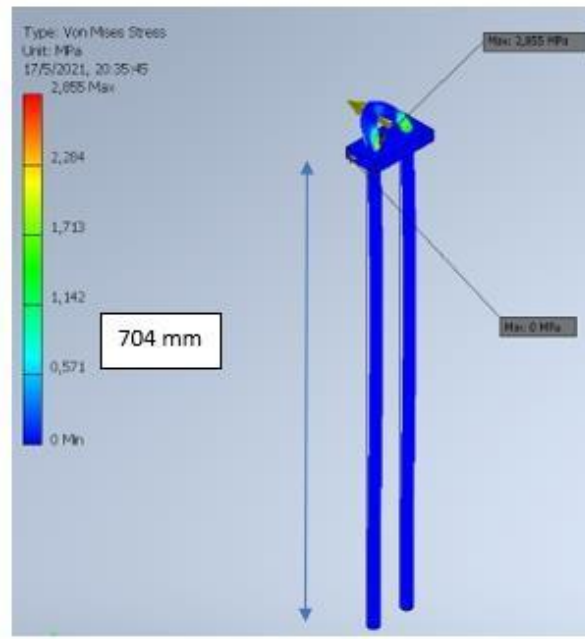 Type: Von Mises Stress
Unit: MPa
17/5/2021, 20:35:45
2,855 Max
Max: 2,855 MPa
2,284
1,713
1,142
Max: 0 MPa
704 mm
0,571
0 Min